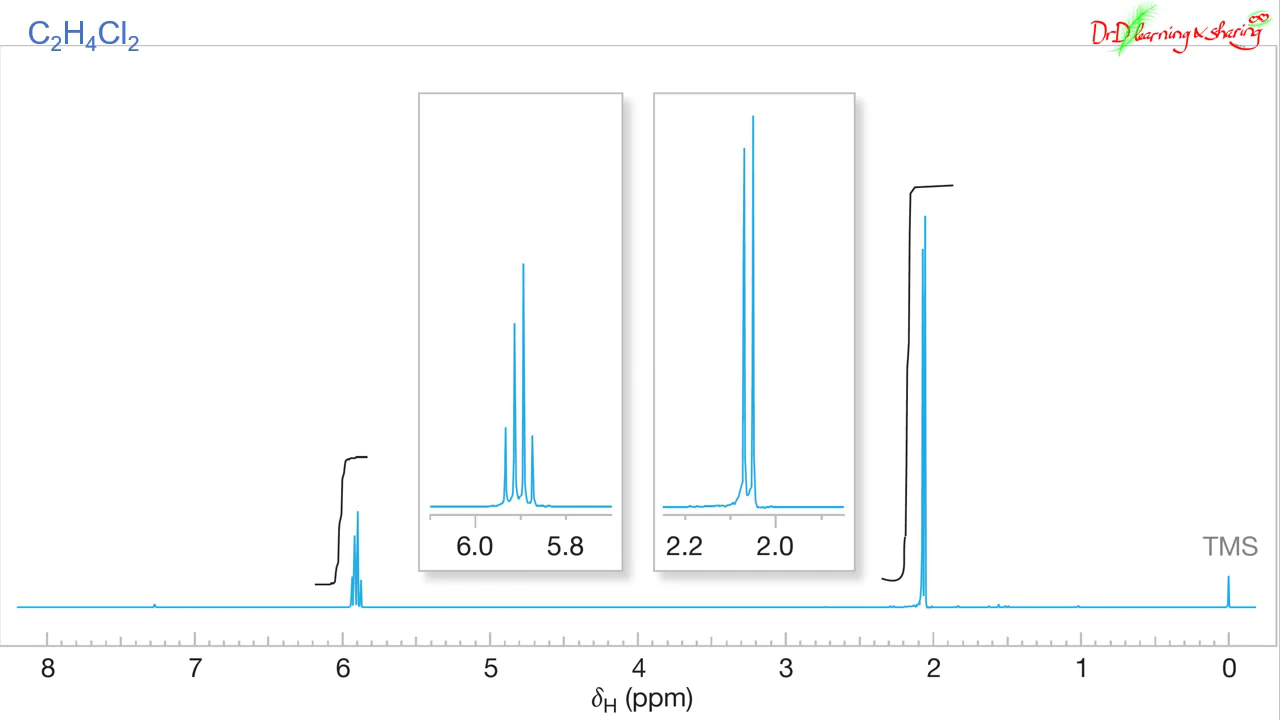 C₂H₄Cl₂
DrD learning & sharing
6.0 5.8
2.2 2.0
TMS
8 7 6 5 4 3 2 1 0
δH (ppm)